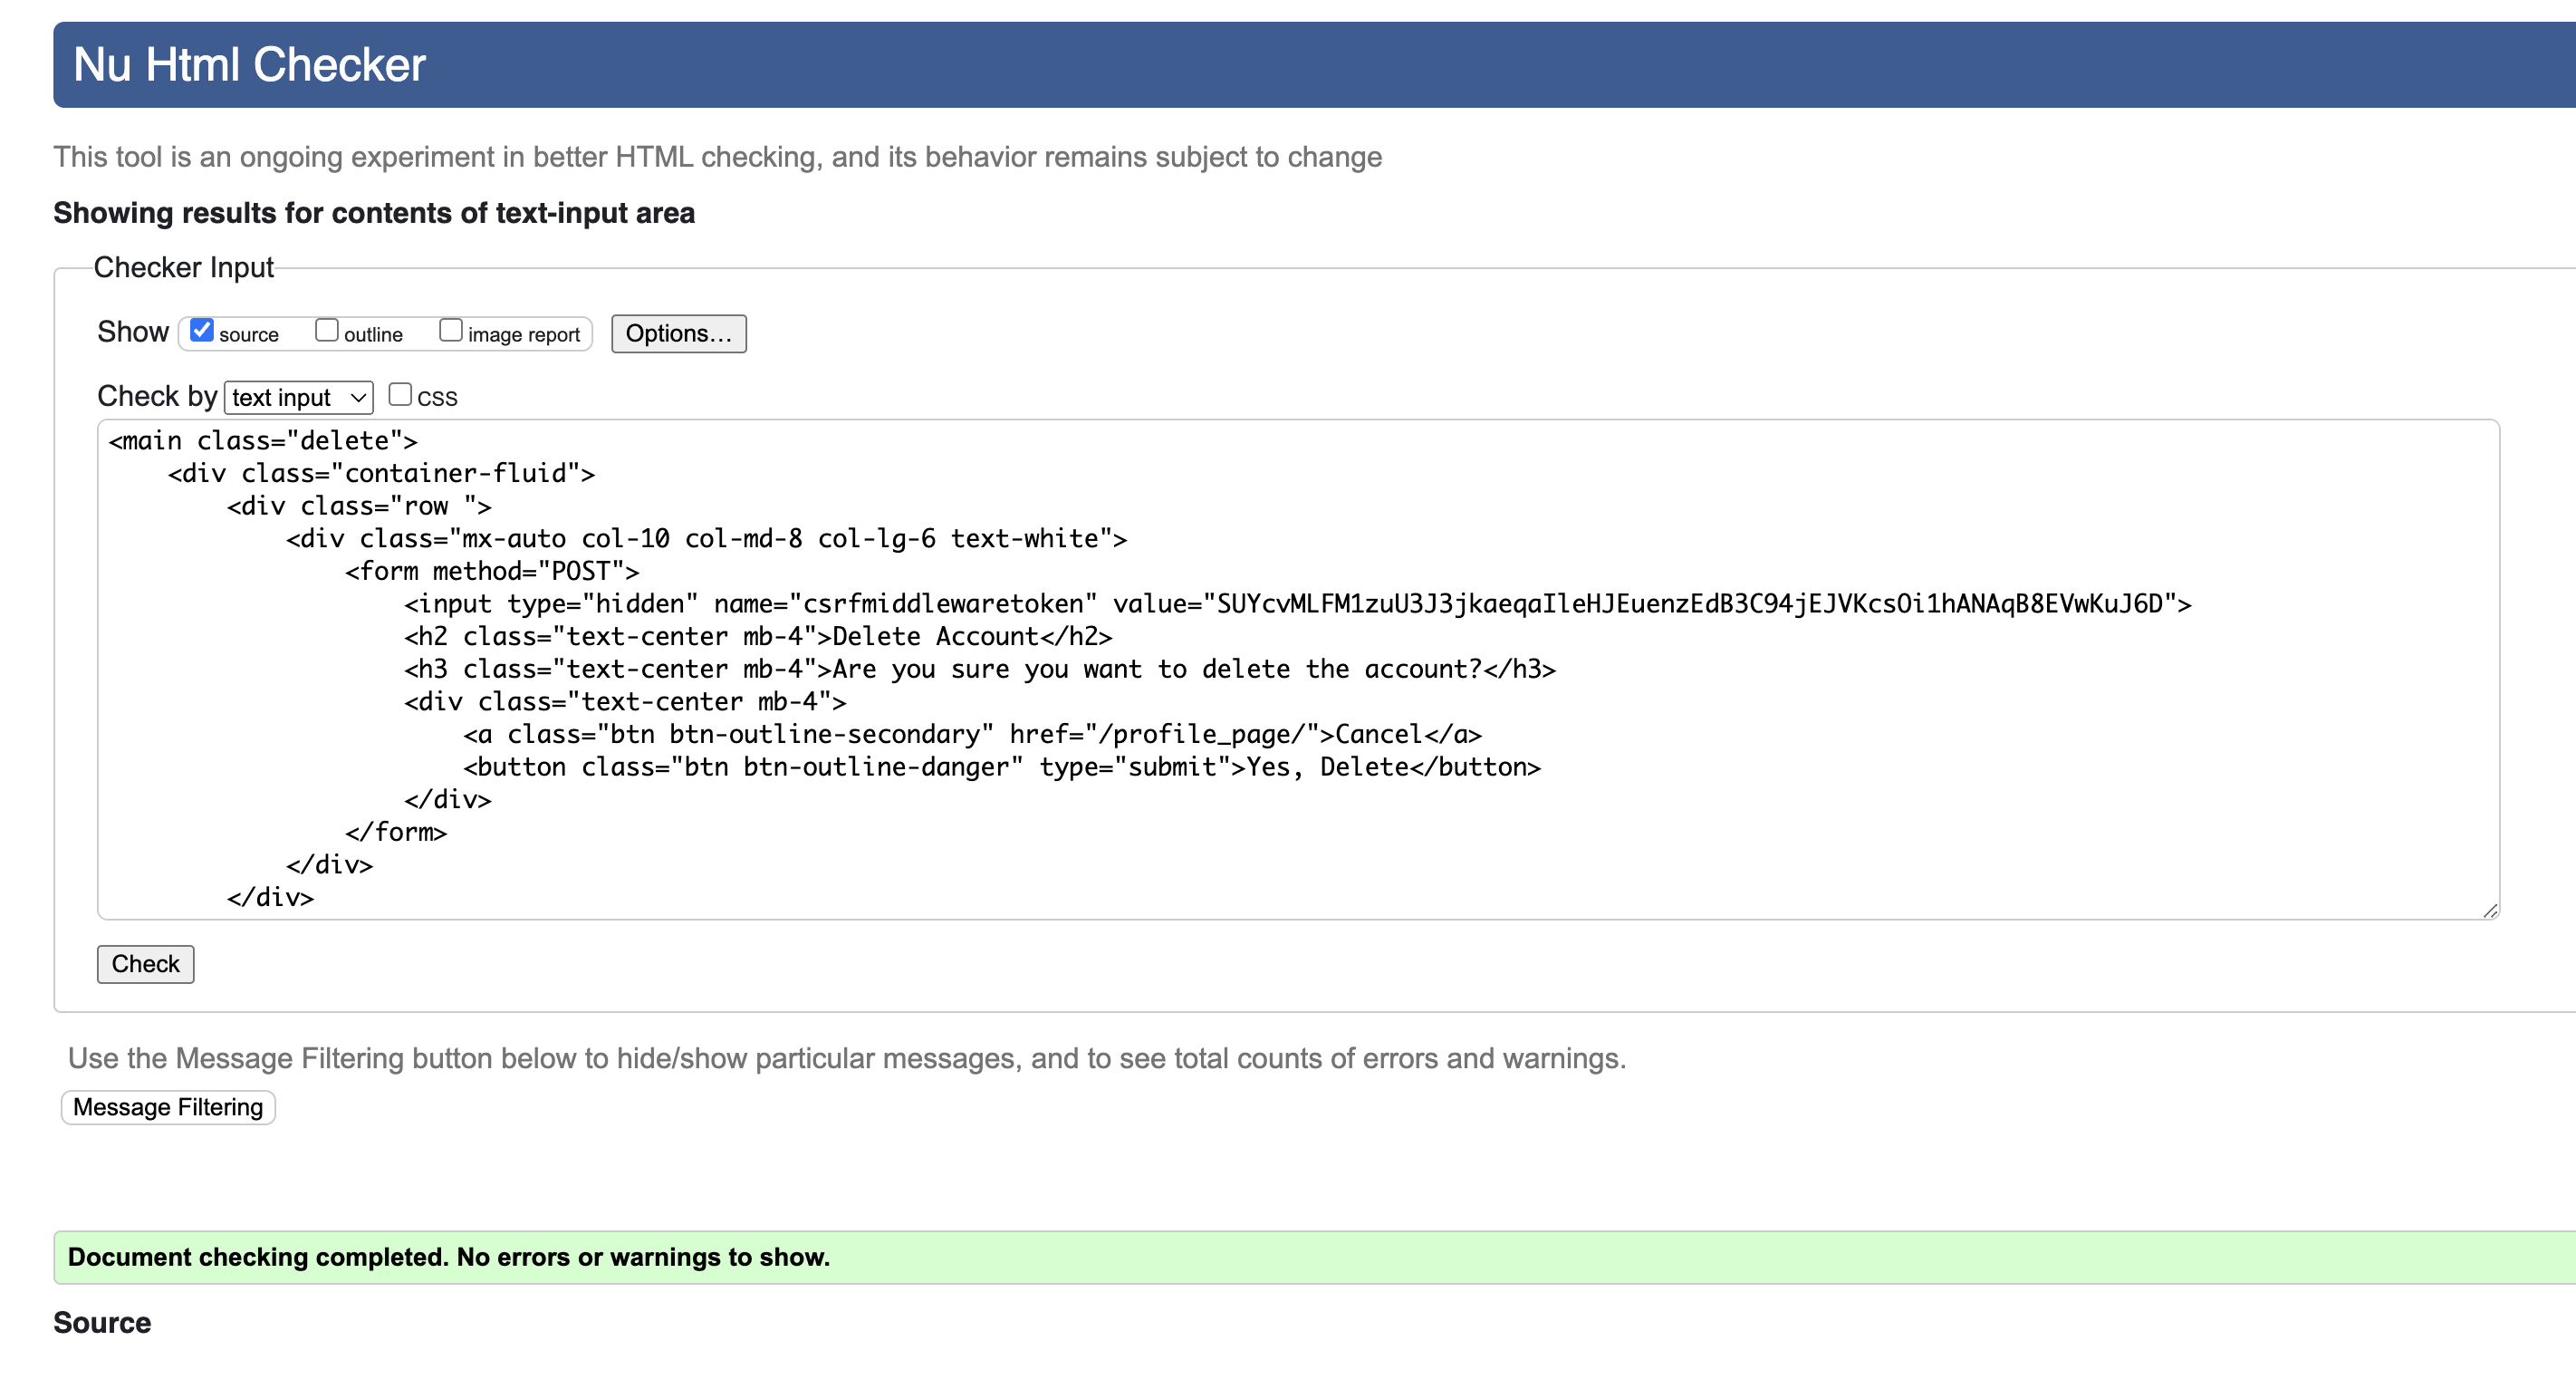 Nu Html Checker
This tool is an ongoing experiment in better HTML checking, and its behavior remains subject to change
Showing results for contents of text-input area
Checker Input
Show source outline image report Options...
Check by text input CSS
<main class="delete">
    <div class="container-fluid">
        <div class="row ">
            <div class="mx-auto col-10 col-md-8 col-lg-6 text-white">
                <form method="POST">
                    <input type="hidden" name="csrfmiddlewaretoken" value="SUYcvMLFM1zuU3J3jkaeqaIleHJEuenzEdB3C94jEJVKcsOi1hANAqB8EVwKuJ6D">
                    <h2 class="text-center mb-4">Delete Account</h2>
                    <h3 class="text-center mb-4">Are you sure you want to delete the account?</h3>
                    <div class="text-center mb-4">
                        <a class="btn btn-outline-secondary" href="/profile_page/">Cancel</a>
                        <button class="btn btn-outline-danger" type="submit">Yes, Delete</button>
                    </div>
                </form>
            </div>
        </div>
Check
Use the Message Filtering button below to hide/show particular messages, and to see total counts of errors and warnings.
Message Filtering
Document checking completed. No errors or warnings to show.
Source